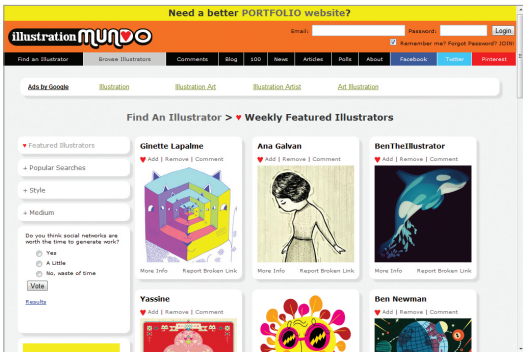 Need a better PORTFOLIO website?
illustration MUNDO
Email: Password: Login
Remember me? Forgot Password? JOIN!
Find an Illustrator Browse Illustrators Comments Blog 100 News Articles Polls About Facebook Twitter Pinterest
Ads by Google Illustration Illustration Art Illustration Artist Art Illustration
Find An Illustrator > ♥ Weekly Featured Illustrators
♥ Featured Illustrators
+ Popular Searches
+ Style
+ Medium
Do you think social networks are
worth the time to generate work?
Yes
A Little
No, waste of time
Vote
Results
Ginette Lapalme
♥ Add | Remove | Comment
More Info Report Broken Link
Ana Galvan
♥ Add | Remove | Comment
More Info Report Broken Link
BenTheIllustrator
♥ Add | Remove | Comment
More Info Report Broken Link
Yassine
♥ Add | Remove | Comment
Ben Newman
♥ Add | Remove | Comment